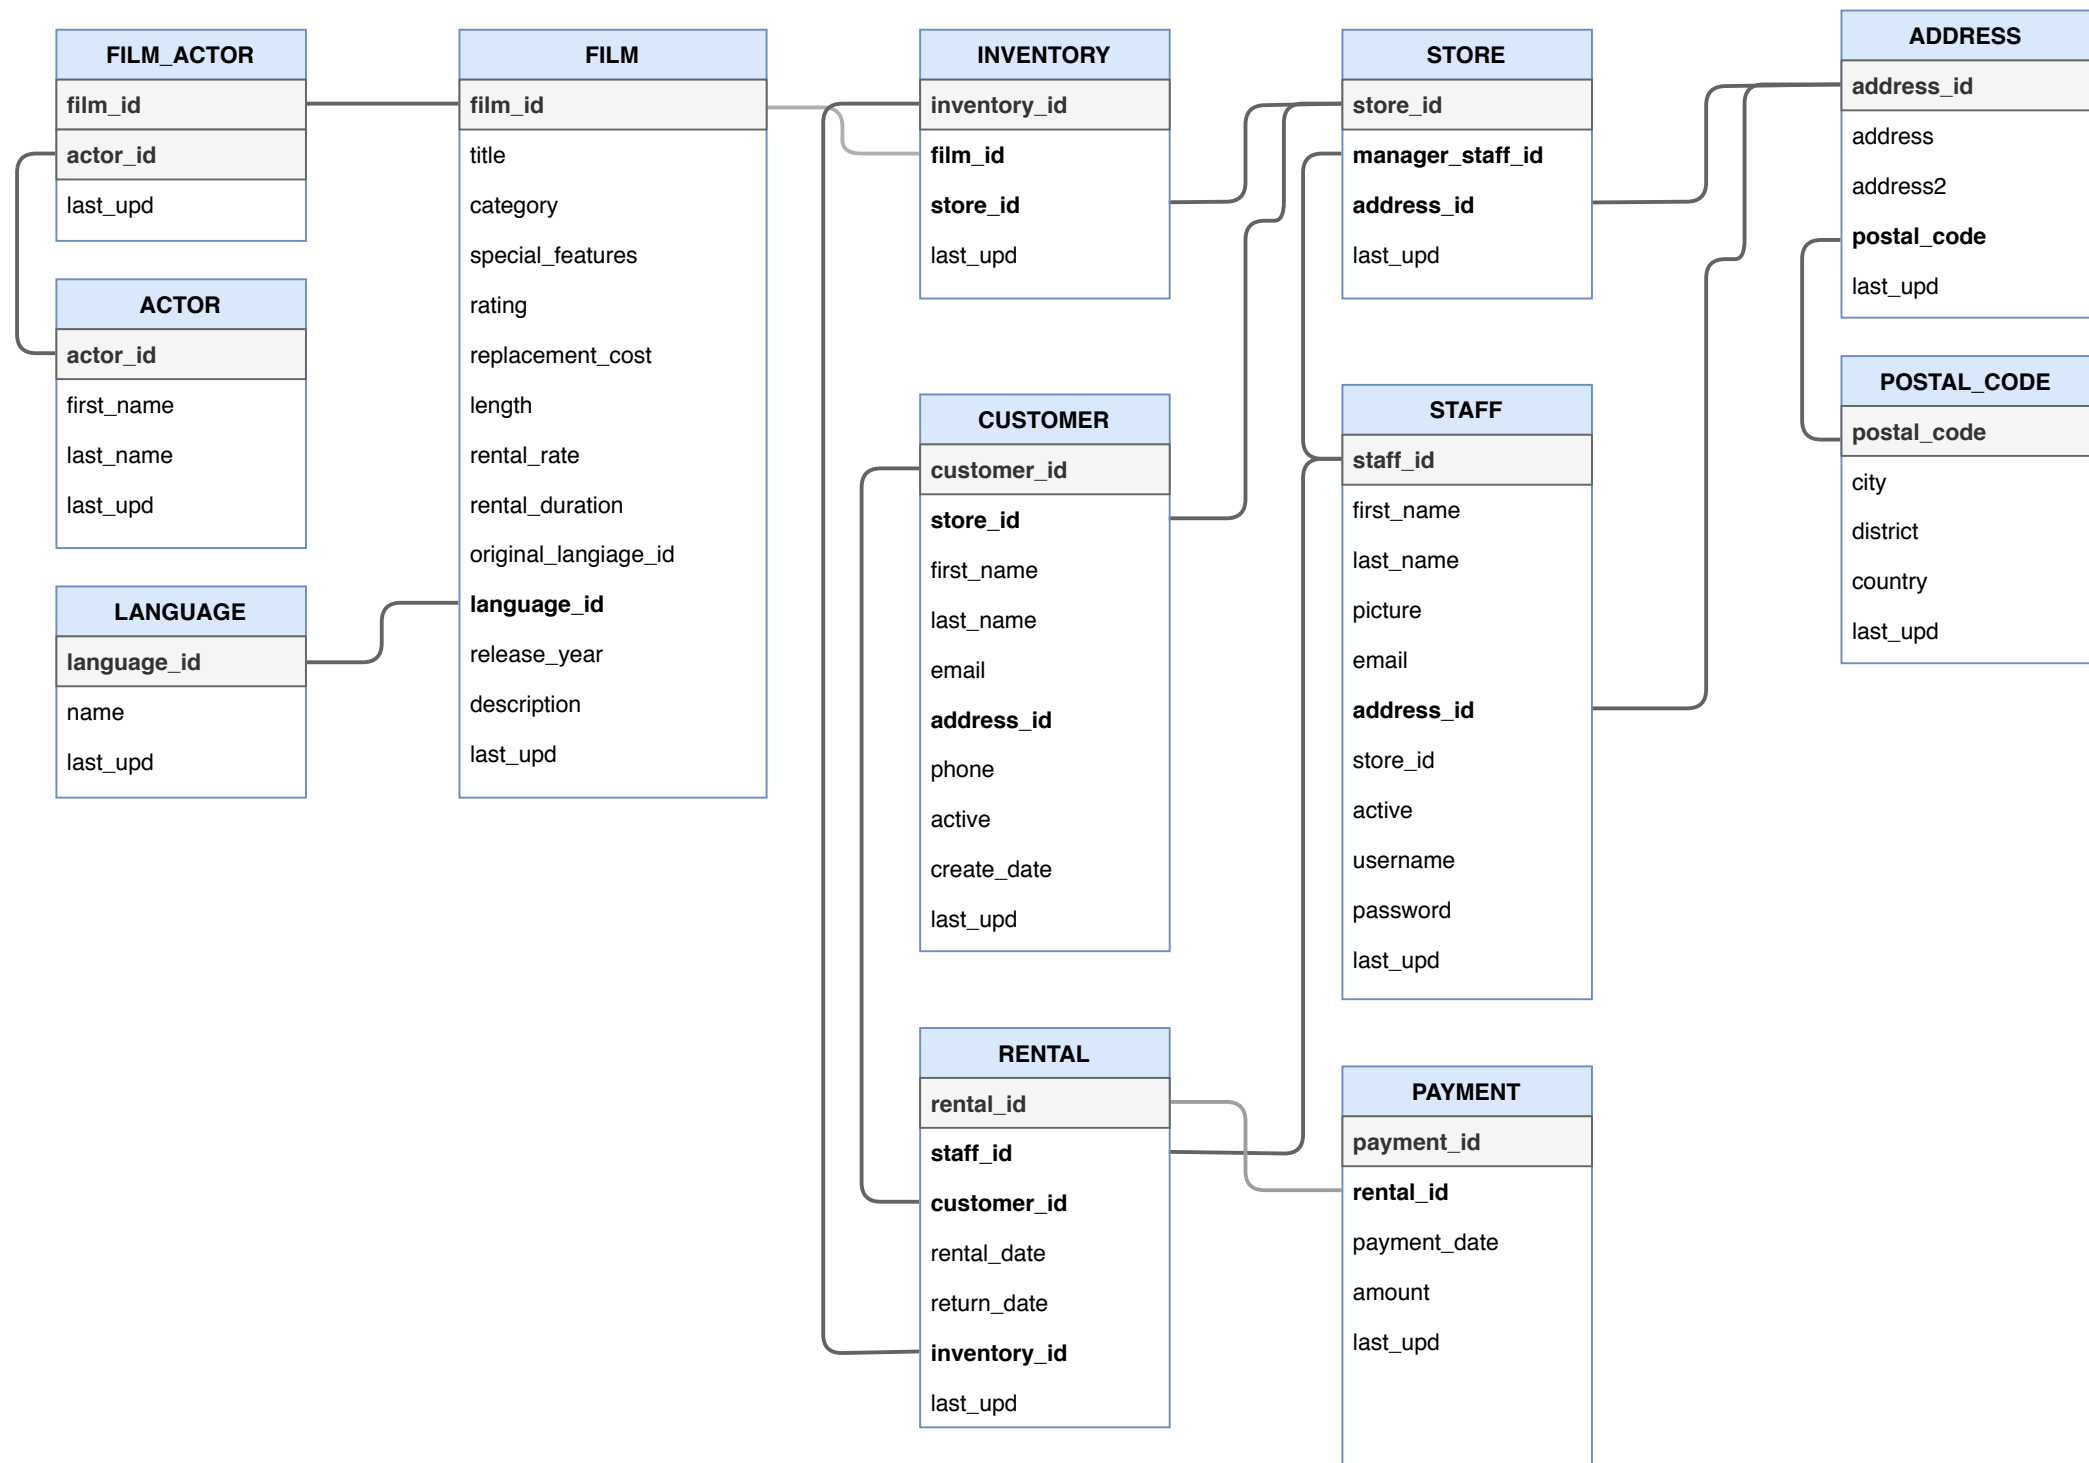 FILM_ACTOR
film_id
actor_id
last_upd
ACTOR
actor_id
first_name
last_name
last_upd
LANGUAGE
language_id
name
last_upd
FILM
film_id
title
category
special_features
rating
replacement_cost
length
rental_rate
rental_duration
original_langiage_id
language_id
release_year
description
last_upd
INVENTORY
inventory_id
film_id
store_id
last_upd
CUSTOMER
customer_id
store_id
first_name
last_name
email
address_id
phone
active
create_date
last_upd
RENTAL
rental_id
staff_id
customer_id
rental_date
return_date
inventory_id
last_upd
STORE
store_id
manager_staff_id
address_id
last_upd
STAFF
staff_id
first_name
last_name
picture
email
address_id
store_id
active
username
password
last_upd
PAYMENT
payment_id
rental_id
payment_date
amount
last_upd
ADDRESS
address_id
address
address2
postal_code
last_upd
POSTAL_CODE
postal_code
city
district
country
last_upd